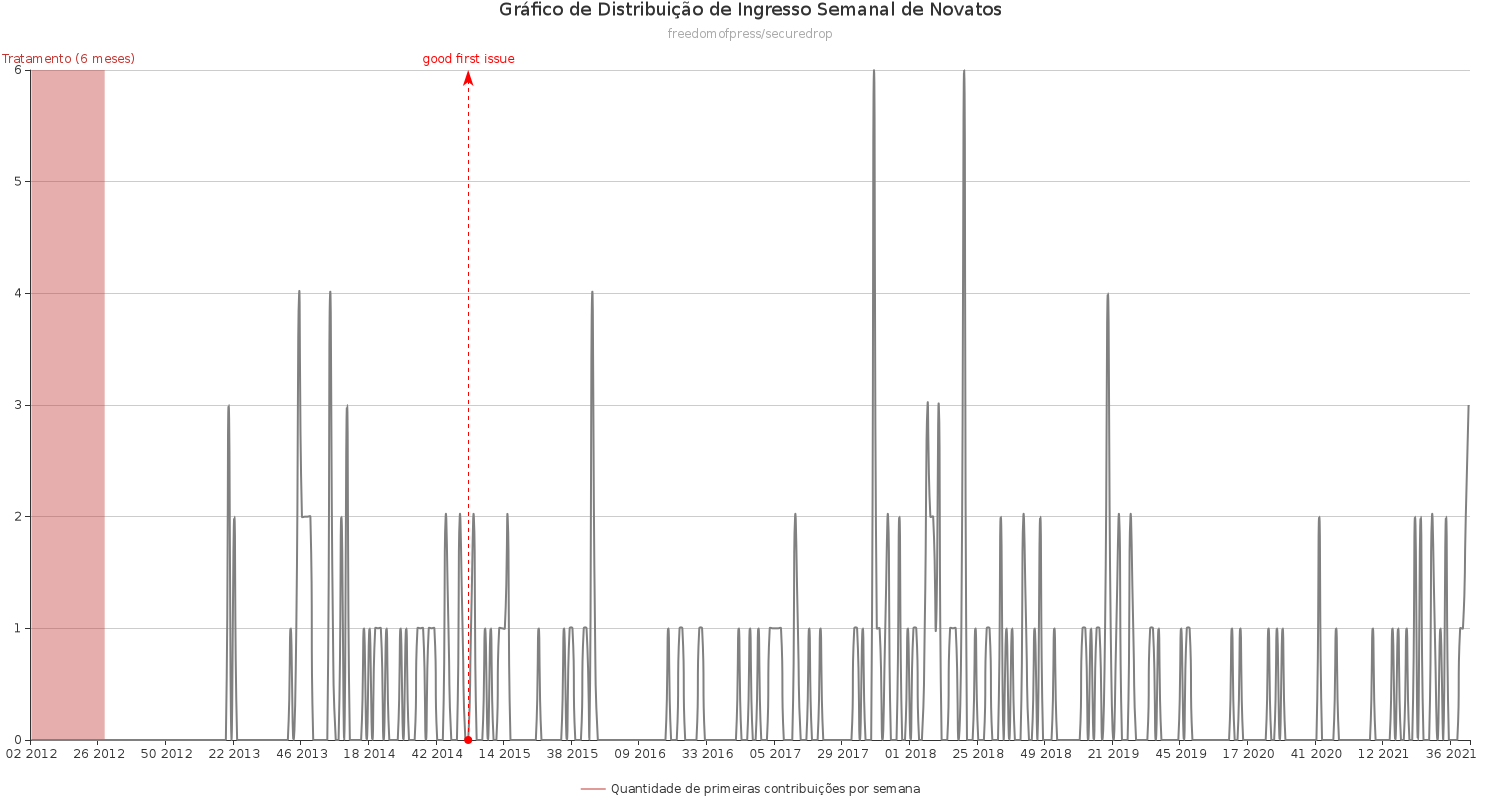 Gráfico de Distribuição de Ingresso Semanal de Novatos
freedomofpress/securedrop
Tratamento (6 meses)
good first issue
6
5
4
3
2
1
0
02 2012 26 2012 50 2012 22 2013 46 2013 18 2014 42 2014 14 2015 38 2015 09 2016 33 2016 05 2017 29 2017 01 2018 25 2018 49 2018 21 2019 45 2019 17 2020 41 2020 12 2021 36 2021
Quantidade de primeiras contribuições por semana